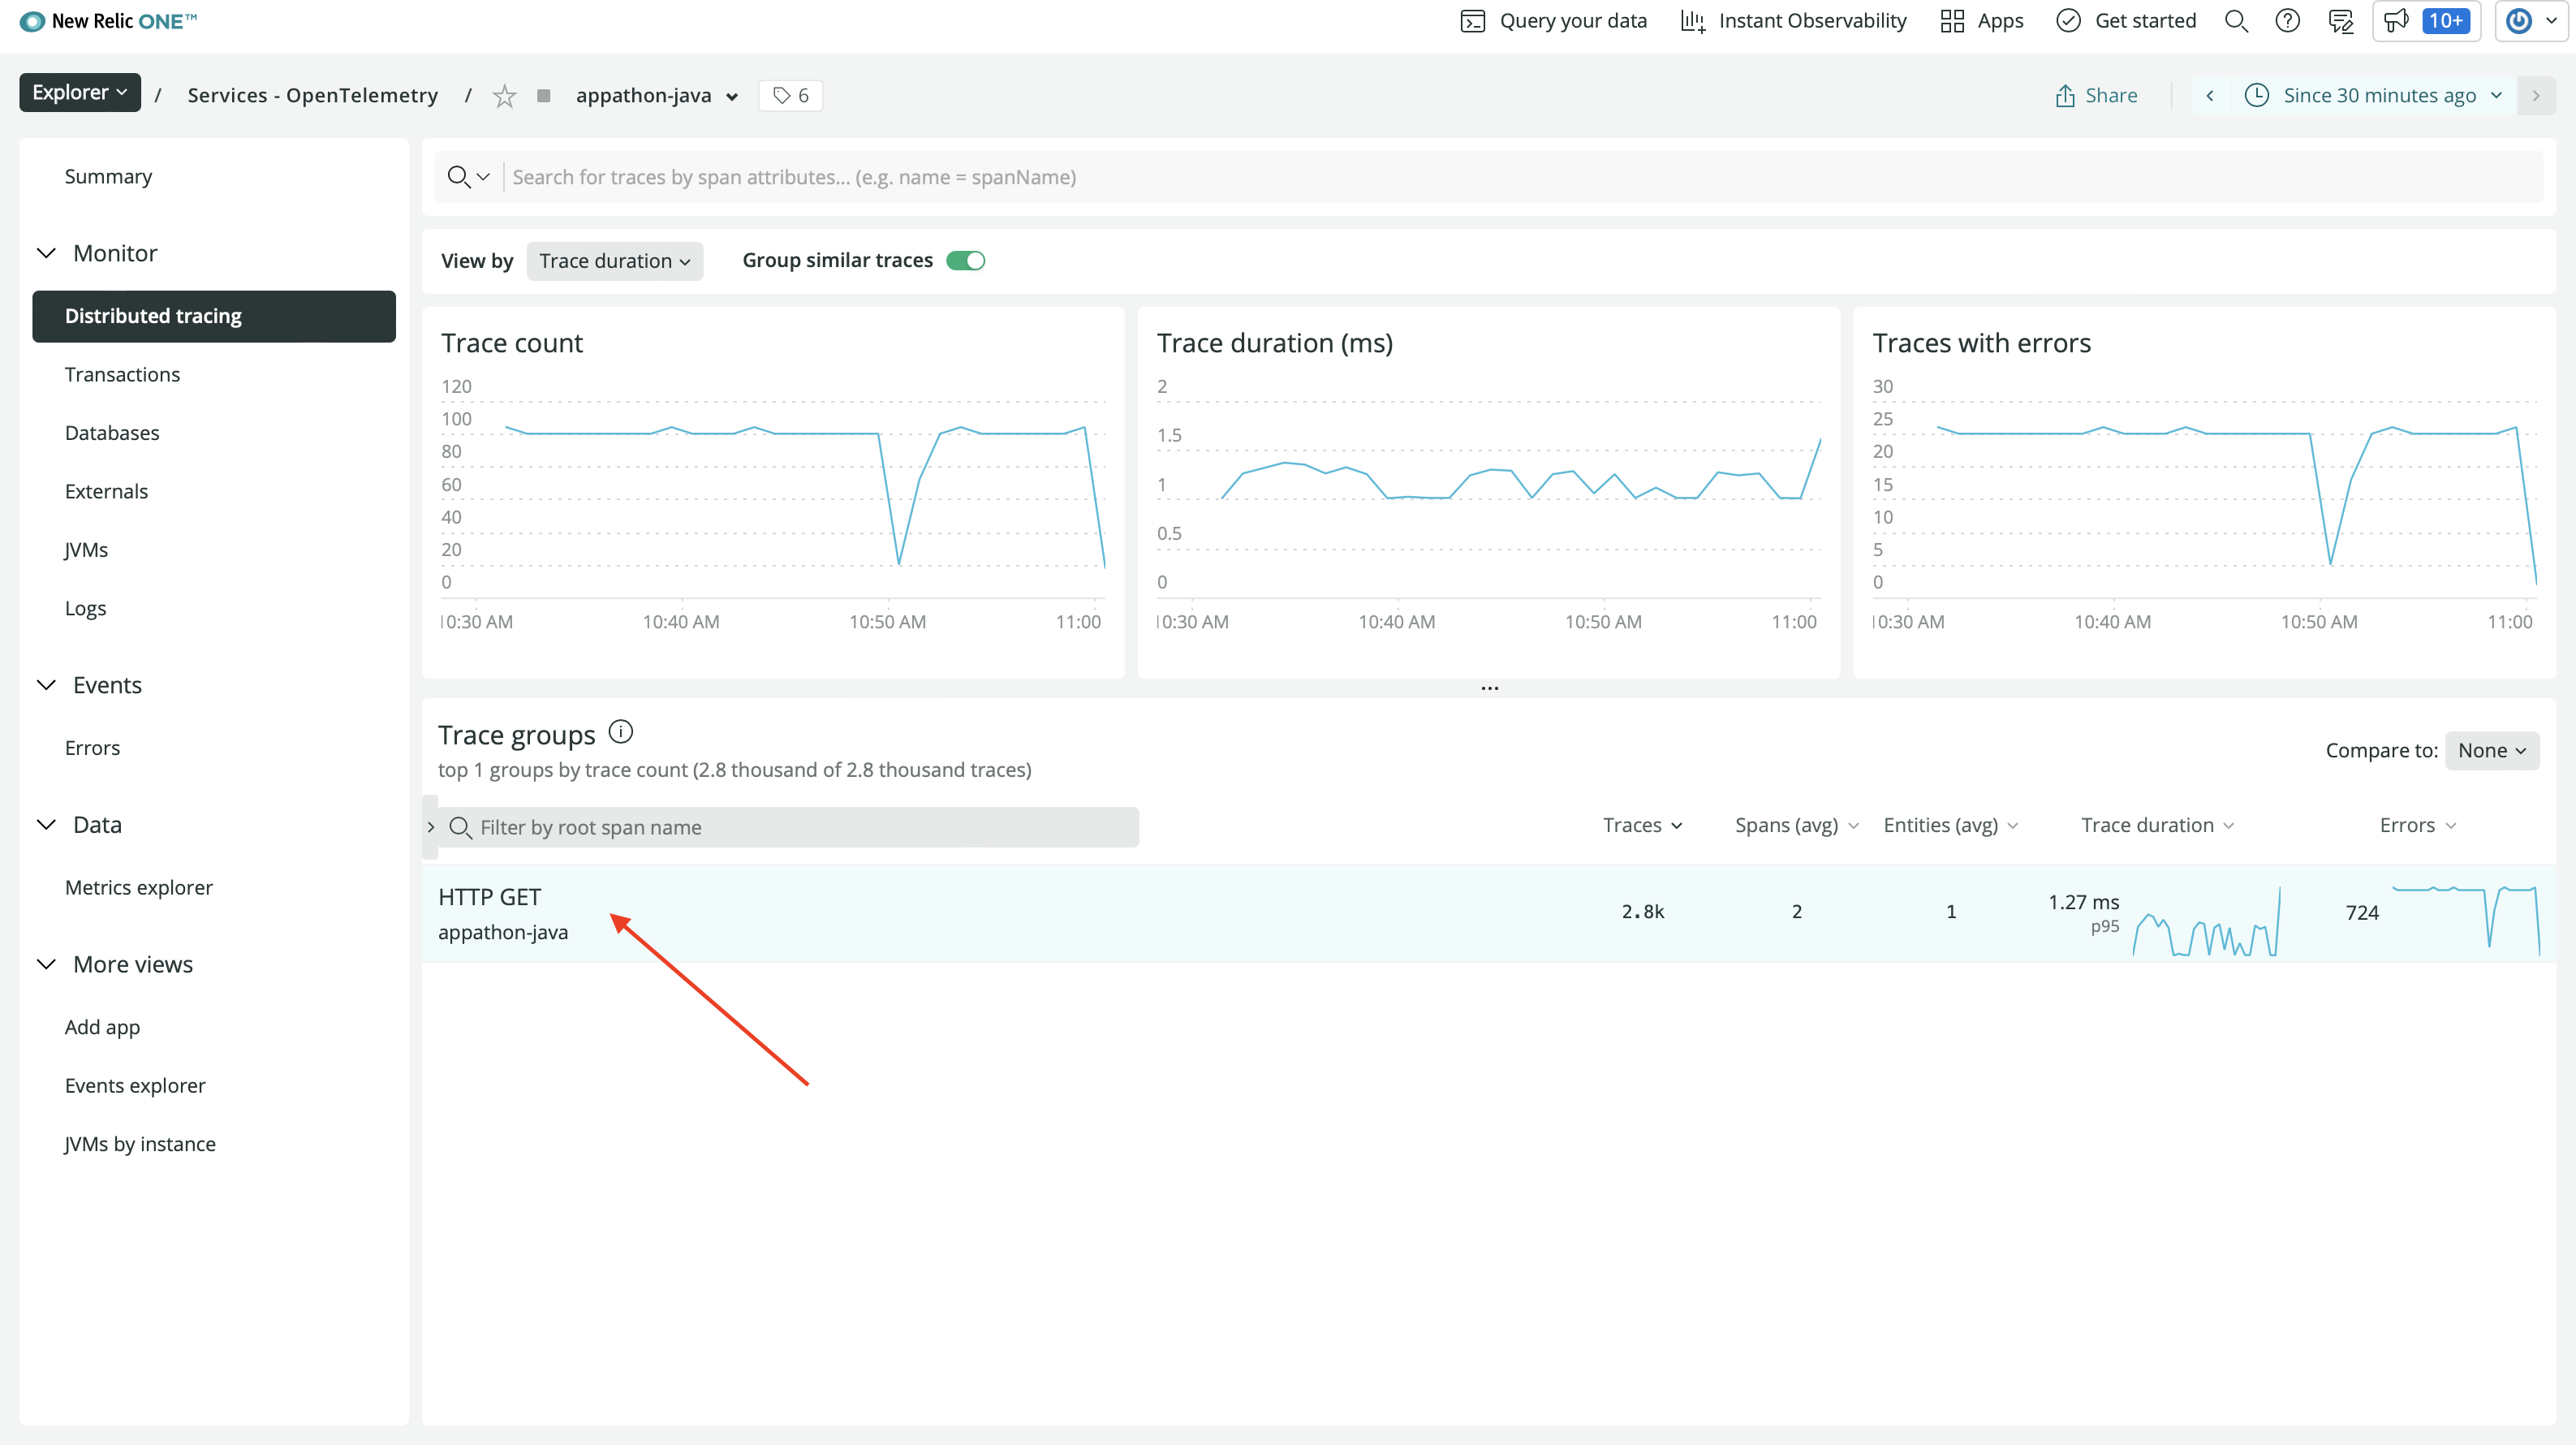 New Relic ONE™
Query your data
Instant Observability
Apps
Get started
10+
Explorer
/
Services - OpenTelemetry
/
appathon-java
6
Share
Since 30 minutes ago
Summary
Monitor
Distributed tracing
Transactions
Databases
Externals
JVMs
Logs
Events
Errors
Data
Metrics explorer
More views
Add app
Events explorer
JVMs by instance
Search for traces by span attributes... (e.g. name = spanName)
View by
Trace duration
Group similar traces
Trace count
120
100
80
60
40
20
0
10:30 AM
10:40 AM
10:50 AM
11:00
Trace duration (ms)
2
1.5
1
0.5
0
10:30 AM
10:40 AM
10:50 AM
11:00
Traces with errors
30
25
20
15
10
5
0
10:30 AM
10:40 AM
10:50 AM
11:00
...
Trace groups
top 1 groups by trace count (2.8 thousand of 2.8 thousand traces)
Compare to:
None
Filter by root span name
Traces
Spans (avg)
Entities (avg)
Trace duration
Errors
HTTP GET
appathon-java
2.8k
2
1
1.27 ms
p95
724